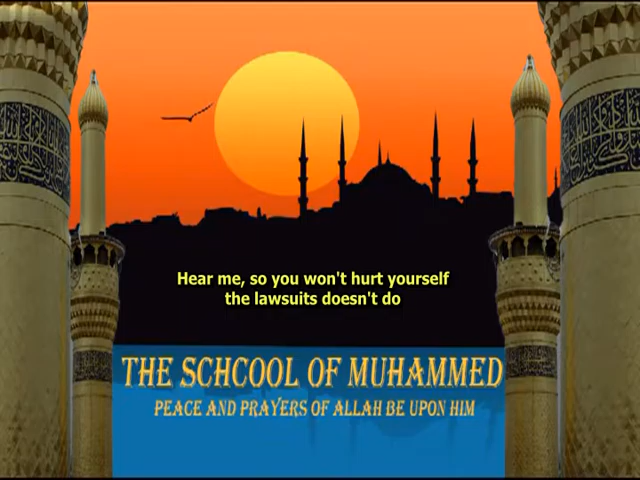 Hear me, so you won't hurt yourself
the lawsuits doesn't do
THE SCHCOOL OF MUHAMMED
PEACE AND PRAYERS OF ALLAH BE UPON HIM